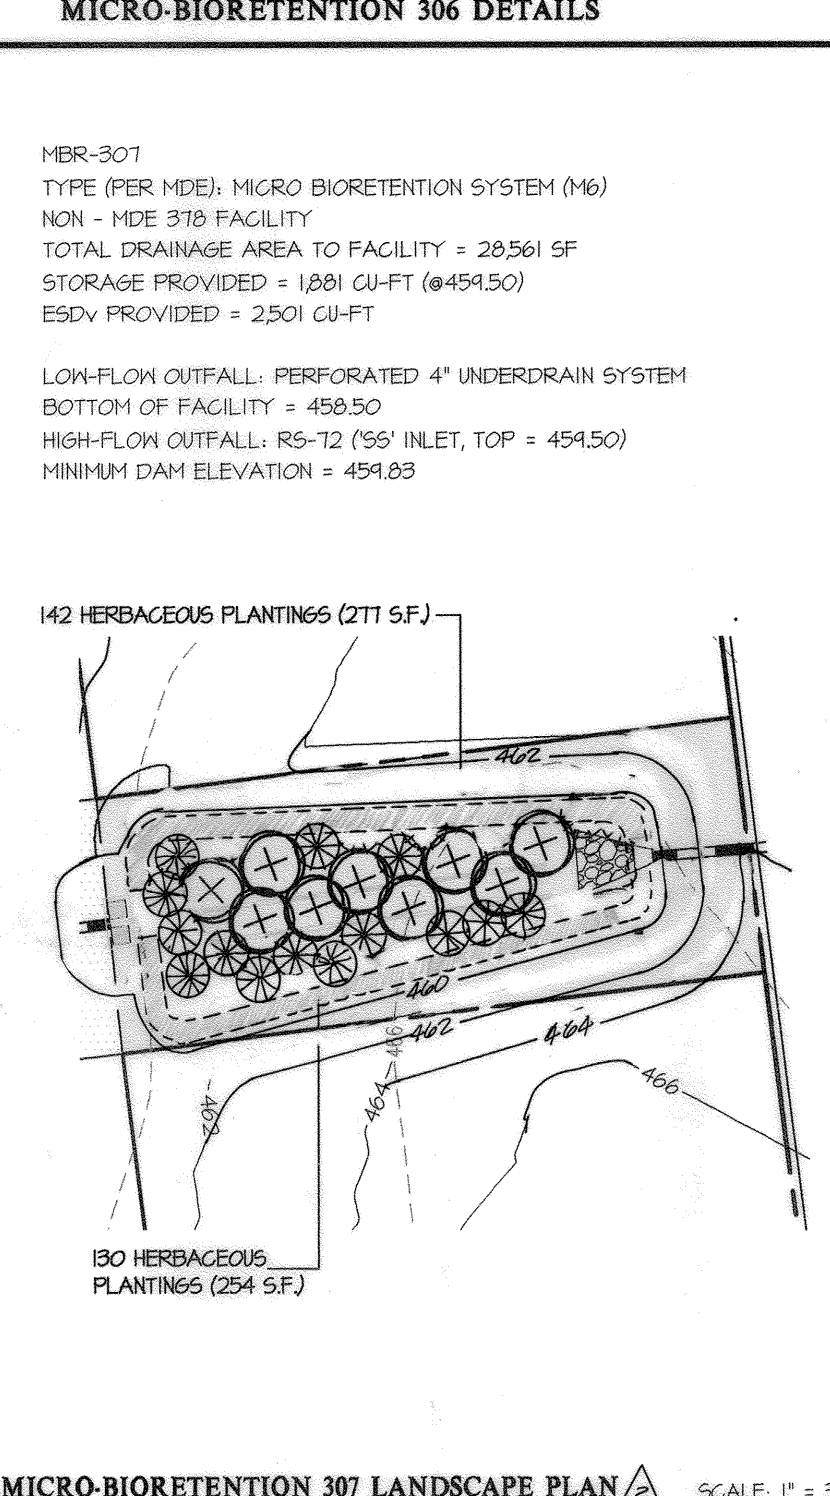 MICRO-BIORETENTION 306 DETAILS
MBR-307
TYPE (PER MDE): MICRO BIORETENTION SYSTEM (M6)
NON - MDE 378 FACILITY
TOTAL DRAINAGE AREA TO FACILITY = 28,561 SF
STORAGE PROVIDED = 1,881 CU-FT (@459.50)
ESDv PROVIDED = 2,501 CU-FT
LOW-FLOW OUTFALL: PERFORATED 4" UNDERDRAIN SYSTEM
BOTTOM OF FACILITY = 458.50
HIGH-FLOW OUTFALL: RS-72 ('SS' INLET, TOP = 459.50)
MINIMUM DAM ELEVATION = 459.83
142 HERBACEOUS PLANTINGS (277 S.F.)
462
460
462
464
466
466
464
462
130 HERBACEOUS
PLANTINGS (254 S.F.)
MICRO-BIORETENTION 307 LANDSCAPE PLAN 2
SCALE: 1" =